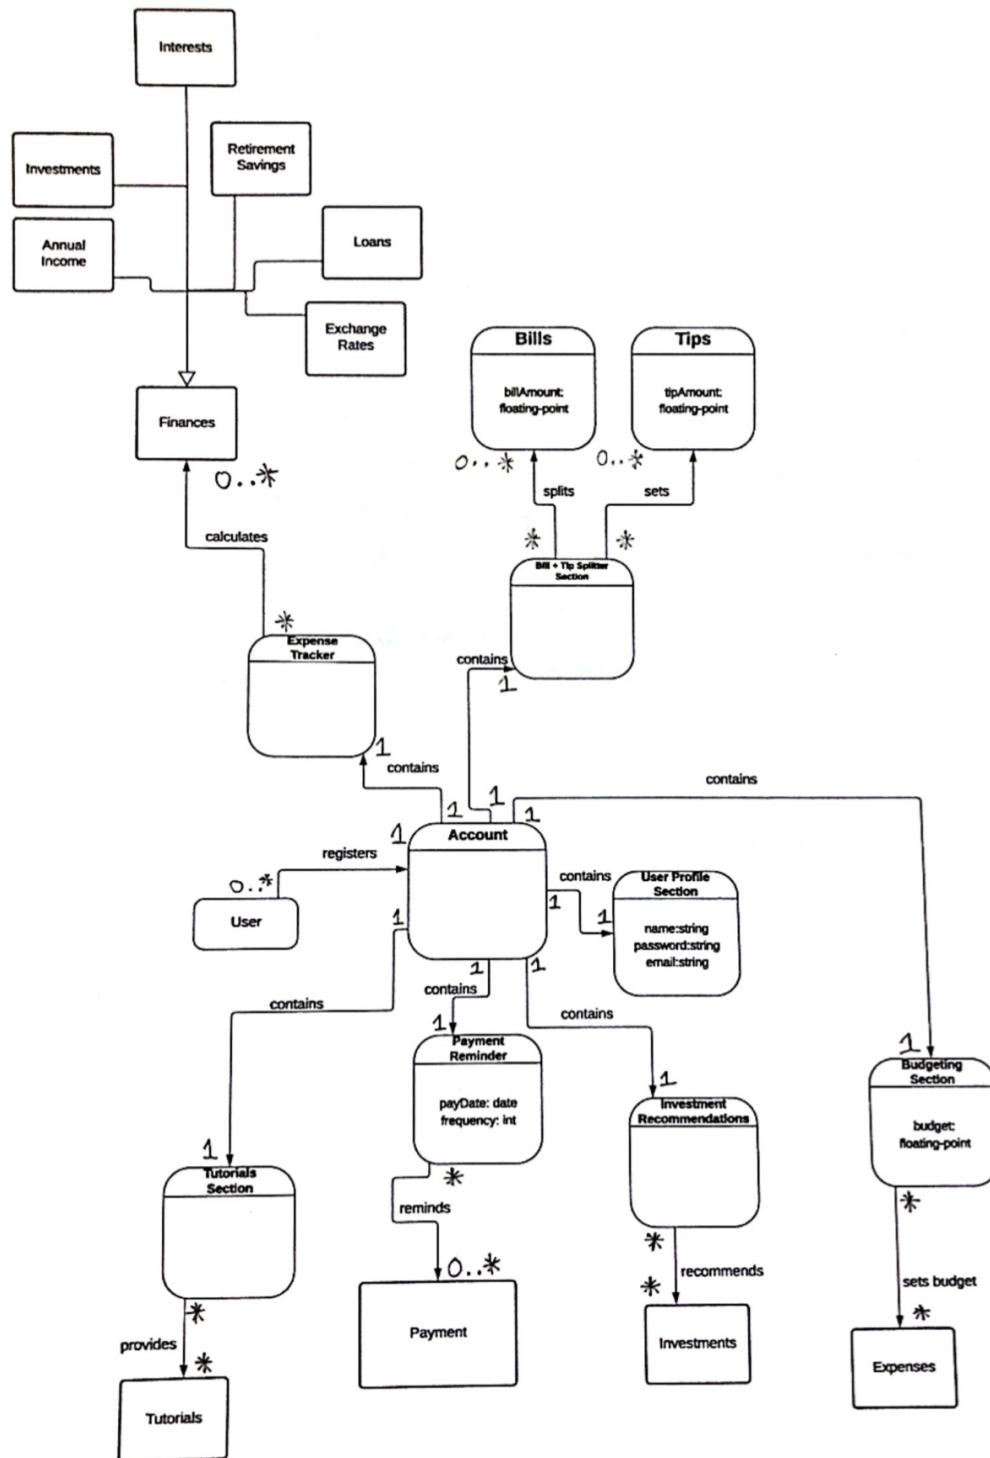 Interests
Investments
Retirement
Savings
Annual
Income
Loans
Exchange
Rates
Finances
0..*
calculates
*
Expense
Tracker
1
contains
1
Bills
billAmount:
floating-point
0..*
splits
*
Tips
tipAmount:
floating-point
0..*
sets
*
Bill + Tip Splitter
Section
contains
1
1
contains
1
1
Account
registers
0..*
User
contains
1
1
User Profile
Section
name:string
password:string
email:string
1
contains
1
Tutorials
Section
*
provides
*
Tutorials
1
contains
1
Payment
Reminder
payDate: date
frequency: int
*
reminds
0..*
Payment
1
contains
1
Investment
Recommendations
*
recommends
*
Investments
1
Budgeting
Section
budget:
floating-point
*
sets budget
*
Expenses